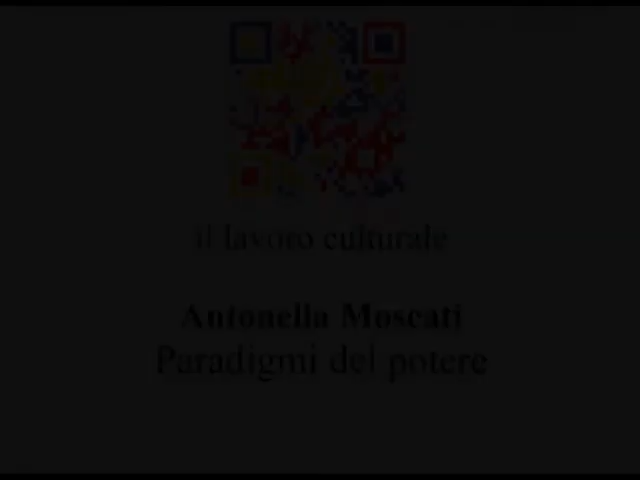 il lavoro culturale
Antonella Moscati
Paradigmi del potere